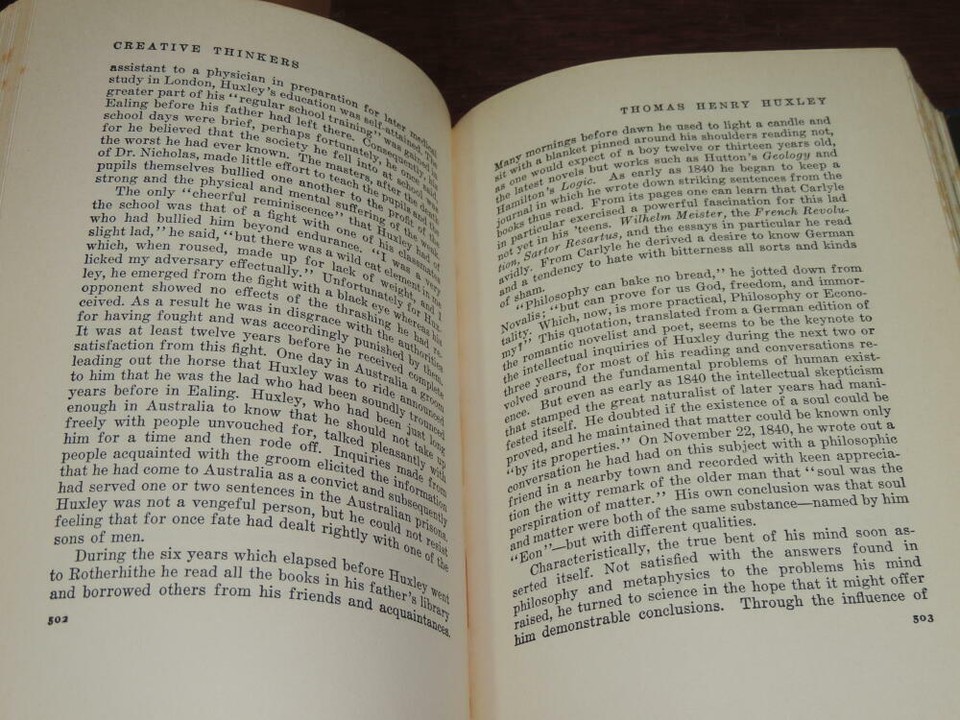 CREATIVE THINKERS
assistant to a physician in preparation for later medical
study in London, Huxley's education was self-attained. The
greater part of his "regular school training" was gained in
Ealing before his father had left there. Consequently, the
school days were brief, perhaps fortunately, he once said,
for he believed that the society he fell into at school was
the worst he had ever known. The masters, after the death
of Dr. Nicholas, made little effort to teach the pupils and the
pupils themselves bullied one another to the profit of the
strong and the physical and mental suffering of the weak.
The only "cheerful reminiscence" that Huxley had of
the school was that of a fight with one of his classmates
who had bullied him beyond endurance. "I was a very
slight lad," he said, "but there was a wild cat element in me
which, when roused, made up for lack of weight, and I
licked my adversary effectually." Unfortunately for Hux-
ley, he emerged from the fight with a black eye whereas his
opponent showed no effects of the thrashing he had re-
ceived. As a result he was in disgrace with the authorities
for having fought and was accordingly punished by them.
It was at least twelve years before he received complete
satisfaction from this fight. One day in Australia a groom
leading out the horse that Huxley was to ride announced
to him that he was the lad who had been soundly trounced
years before in Ealing. Huxley, who had been just long
enough in Australia to know that he should not take up
freely with people unvouched for, talked pleasantly with
him for a time and then rode off. Inquiries made from
people acquainted with the groom elicited the information
that he had come to Australia as a convict and subsequently
had served one or two sentences in the Australian prisons.
Huxley was not a vengeful person, but he could not resist
feeling that for once fate had dealt rightly with one of the
sons of men.
During the six years which elapsed before Huxley went
to Rotherhithe he read all the books in his father's library
and borrowed others from his friends and acquaintances.
502
THOMAS HENRY HUXLEY
Many mornings before dawn he used to light a candle and
sit with a blanket pinned around his shoulders reading not,
as one would expect of a boy twelve or thirteen years old,
the latest novels but works such as Hutton's Geology and
Hamilton's Logic. As early as 1840 he began to keep a
journal in which he wrote down striking sentences from the
books thus read. From its pages one can learn that Carlyle
in particular exercised a powerful fascination for this lad
not yet in his 'teens. Wilhelm Meister, the French Revolu-
tion, Sartor Resartus, and the essays in particular he read
avidly. From Carlyle he derived a desire to know German
and a tendency to hate with bitterness all sorts and kinds
of sham.
"Philosophy can bake no bread," he jotted down from
Novalis; "but can prove for us God, freedom, and immor-
tality. Which, now, is more practical, Philosophy or Econo-
my?" This quotation, translated from a German edition of
the romantic novelist and poet, seems to be the keynote to
the intellectual inquiries of Huxley during the next two or
three years, for most of his reading and conversations re-
volved around the fundamental problems of human exist-
ence. But even as early as 1840 the intellectual skepticism
that stamped the great naturalist of later years had mani-
fested itself. He doubted if the existence of a soul could be
proved, and he maintained that matter could be known only
"by its properties." On November 22, 1840, he wrote out a
conversation he had had on this subject with a philosophic
friend in a nearby town and recorded with keen apprecia-
tion the witty remark of the older man that "soul was the
perspiration of matter." His own conclusion was that soul
and matter were both of the same substance—named by him
"Eon"—but with different qualities.
Characteristically, the true bent of his mind soon as-
serted itself. Not satisfied with the answers found in
philosophy and metaphysics to the problems his mind
raised, he turned to science in the hope that it might offer
him demonstrable conclusions. Through the influence of
503